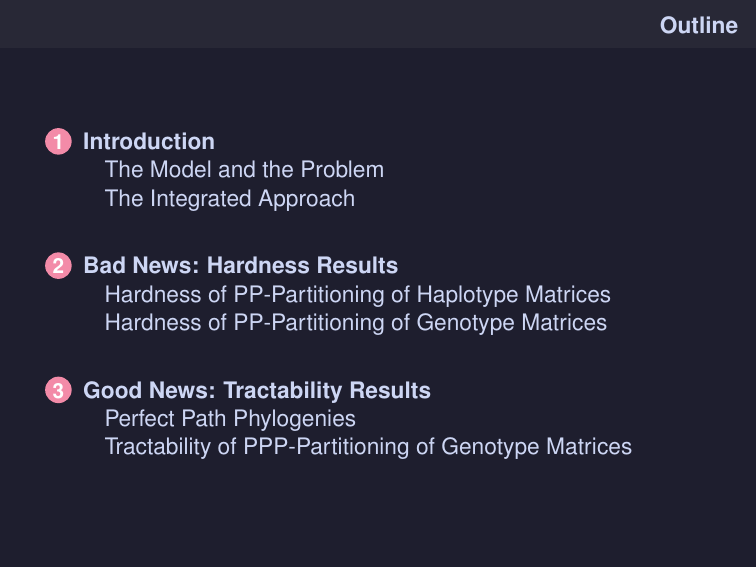 Outline
1 Introduction
The Model and the Problem
The Integrated Approach
2 Bad News: Hardness Results
Hardness of PP-Partitioning of Haplotype Matrices
Hardness of PP-Partitioning of Genotype Matrices
3 Good News: Tractability Results
Perfect Path Phylogenies
Tractability of PPP-Partitioning of Genotype Matrices